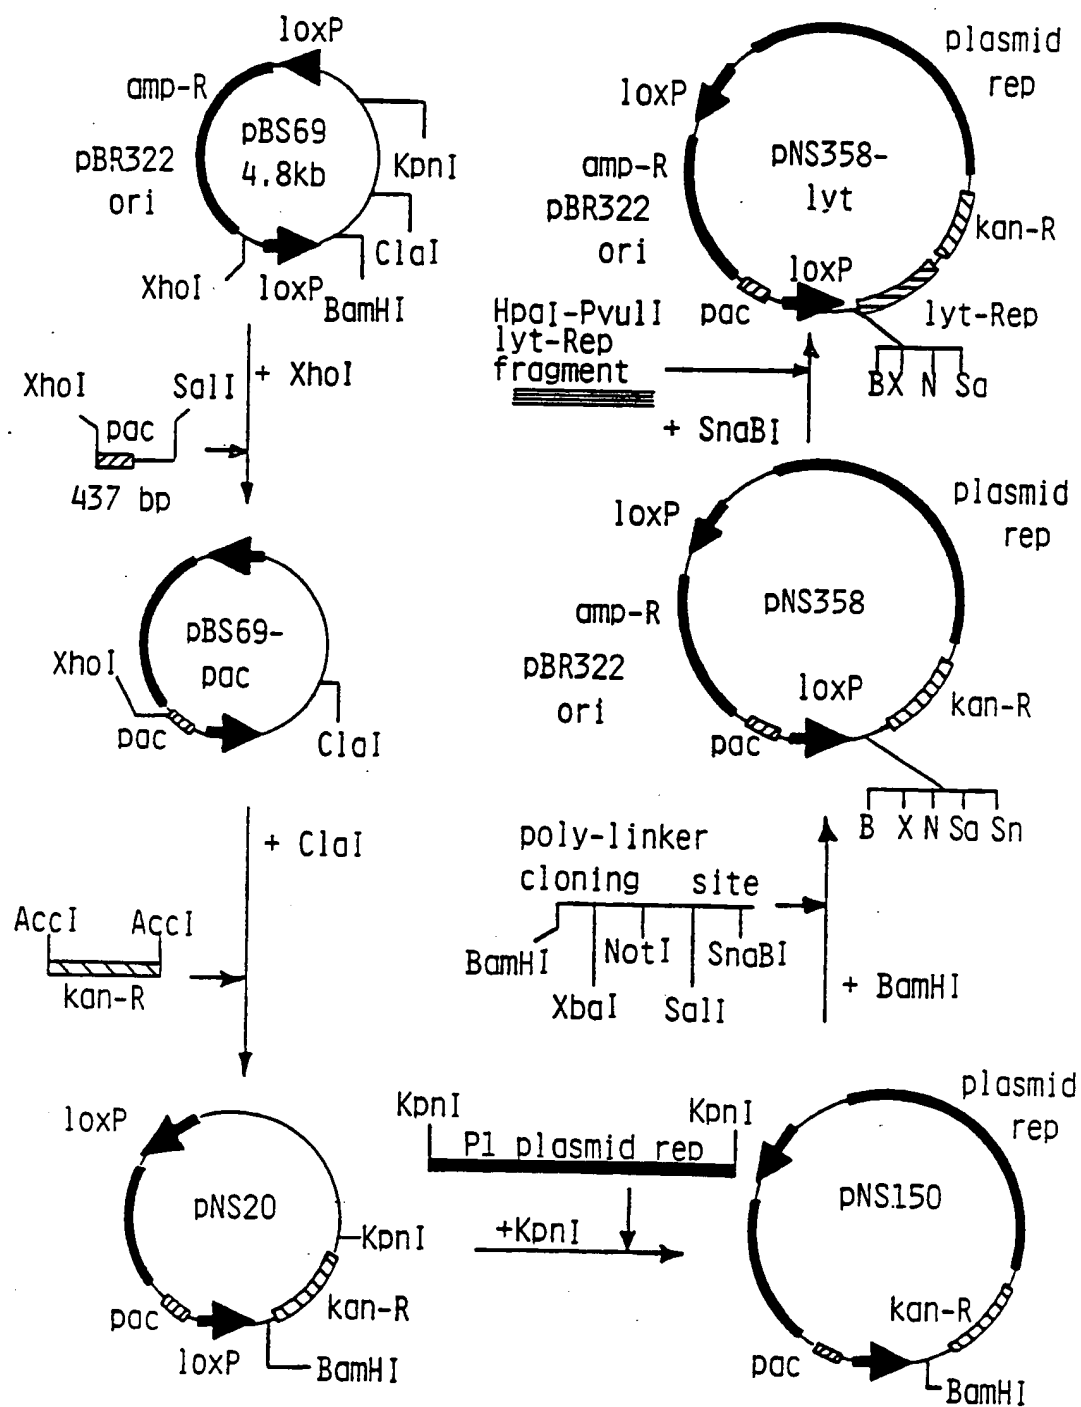 loxP
amp-R
pBR322
ori
pBS69
4.8kb
KpnI
ClaI
BamHI
loxP
XhoI
+ XhoI
XhoI
SalI
pac
437 bp
pBS69-
pac
XhoI
pac
ClaI
+ ClaI
AccI
AccI
kan-R
loxP
pNS20
KpnI
pac
kan-R
loxP
BamHI
KpnI
KpnI
P1 plasmid rep
+KpnI
plasmid
rep
pNS150
kan-R
pac
BamHI
poly-linker
cloning site
BamHI
NotI
SnaBI
XbaI
SalI
+ BamHI
plasmid
rep
loxP
pNS358
amp-R
pBR322
ori
loxP
kan-R
pac
B X N Sa Sn
HpaI-PvuII
lyt-Rep
fragment
+ SnaBI
plasmid
rep
loxP
pNS358-
lyt
amp-R
pBR322
ori
kan-R
loxP
pac
lyt-Rep
BX N Sa